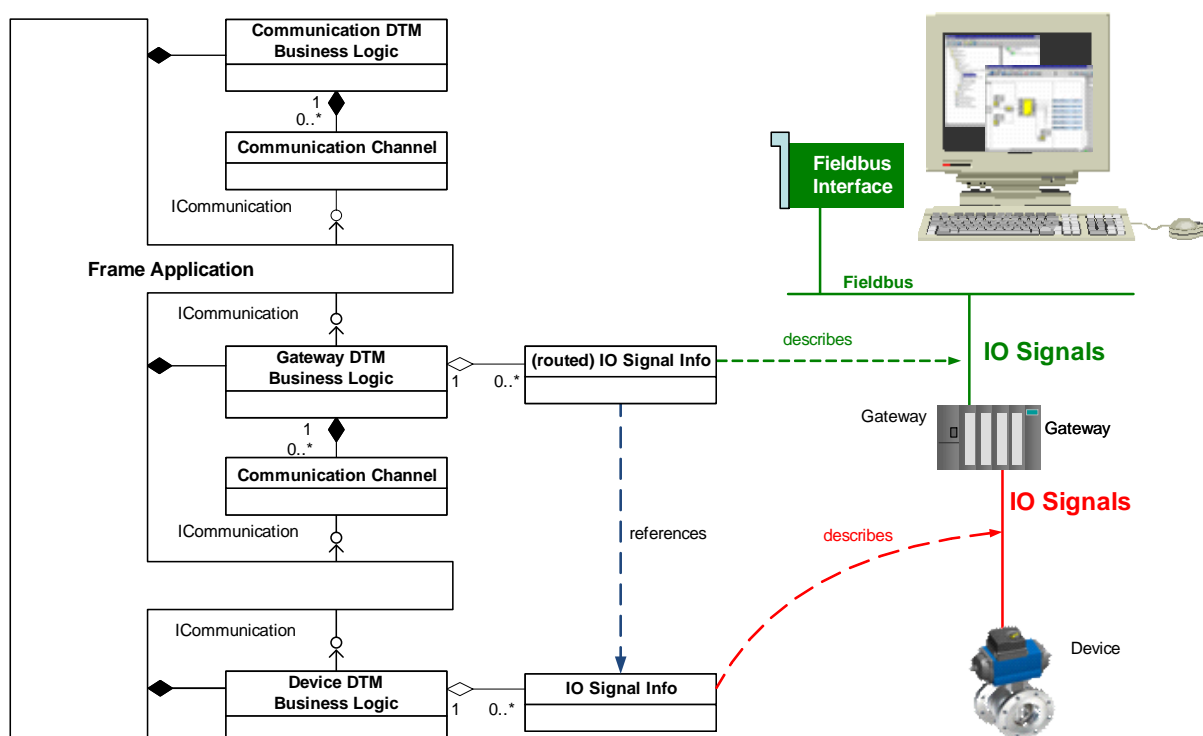 Communication DTM
Business Logic
1
0..*
Communication Channel
ICommunication
Frame Application
ICommunication
Gateway DTM
Business Logic
1
0..*
(routed) IO Signal Info
1
0..*
Communication Channel
ICommunication
references
ICommunication
Device DTM
Business Logic
1
0..*
IO Signal Info
Fieldbus
Interface
Fieldbus
describes
IO Signals
Gateway
Gateway
IO Signals
describes
Device